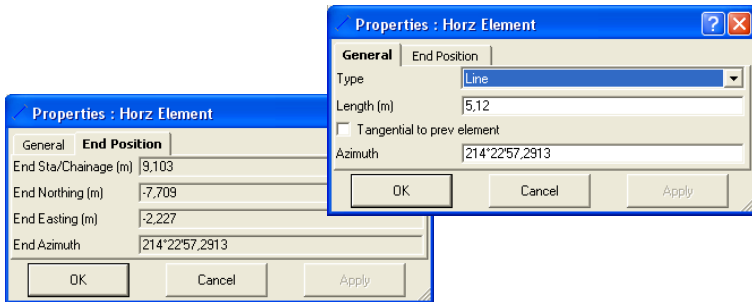 Properties : Horz Element
General End Position
Type Line
Length (m) 5,12
Tangential to prev element
Azimuth 214°22'57,2913
OK Cancel Apply
Properties : Horz Element
General End Position
End Sta/Chainage (m) 9,103
End Northing (m) -7,709
End Easting (m) -2,227
End Azimuth 214°22'57,2913
OK Cancel Apply